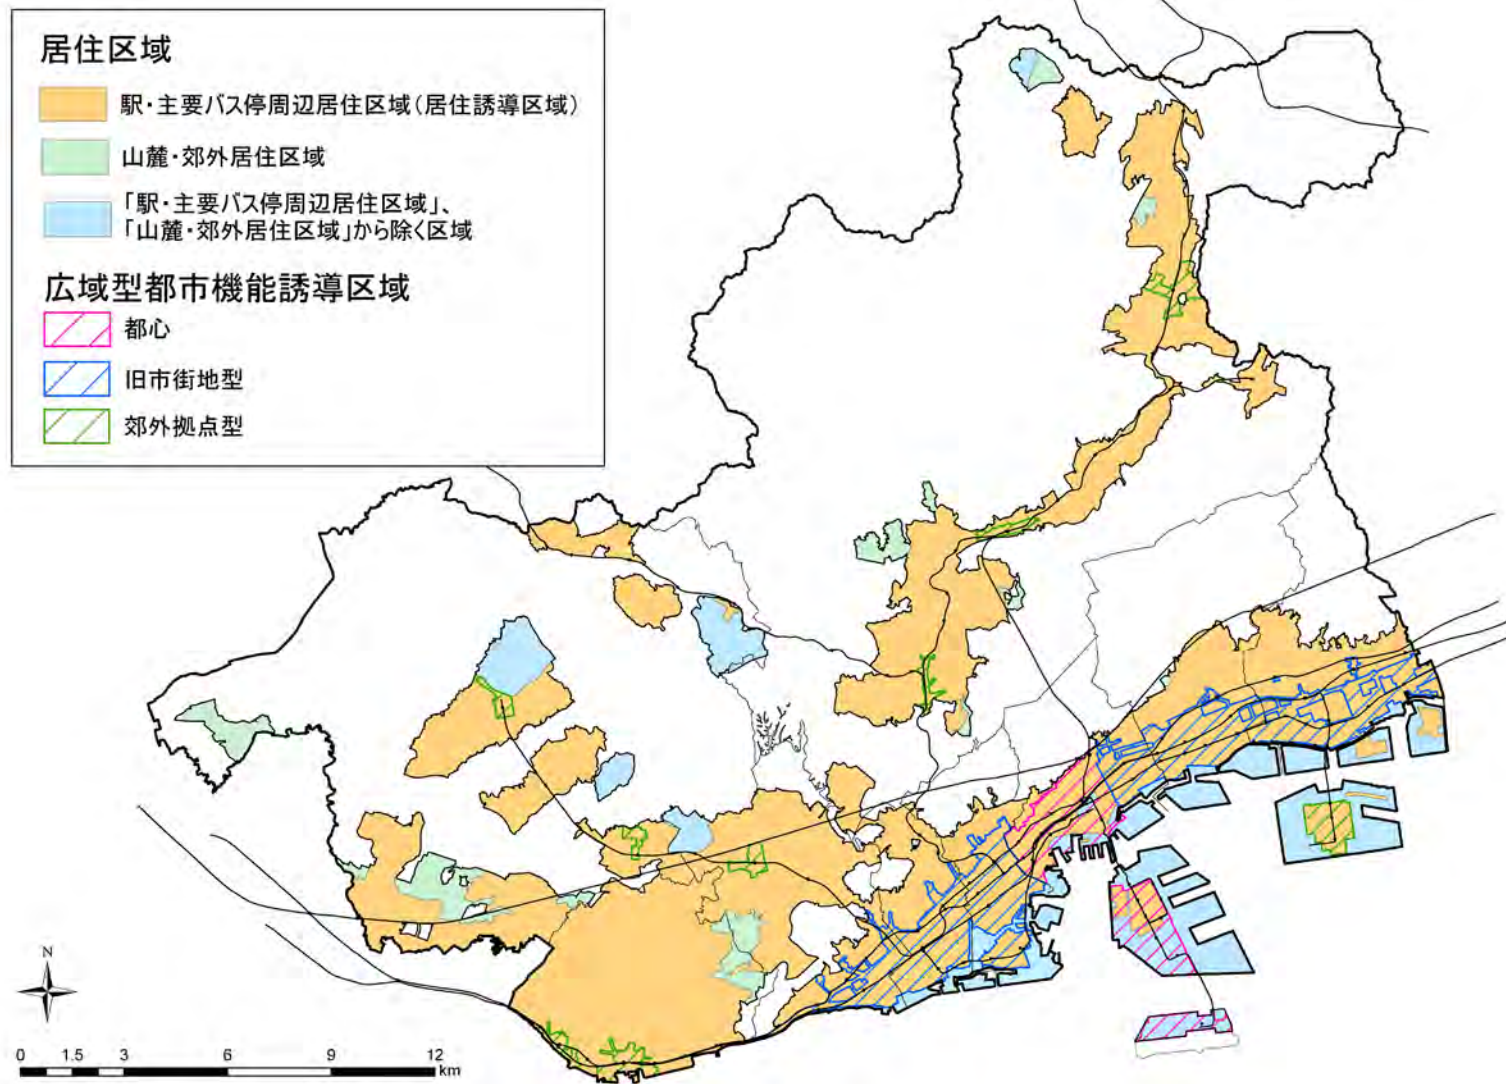 居住区域
駅・主要バス停周辺居住区域(居住誘導区域)
山麓・郊外居住区域
「駅・主要バス停周辺居住区域」、
「山麓・郊外居住区域」から除く区域
広域型都市機能誘導区域
都心
旧市街地型
郊外拠点型
N
0 1.5 3 6 9 12
km